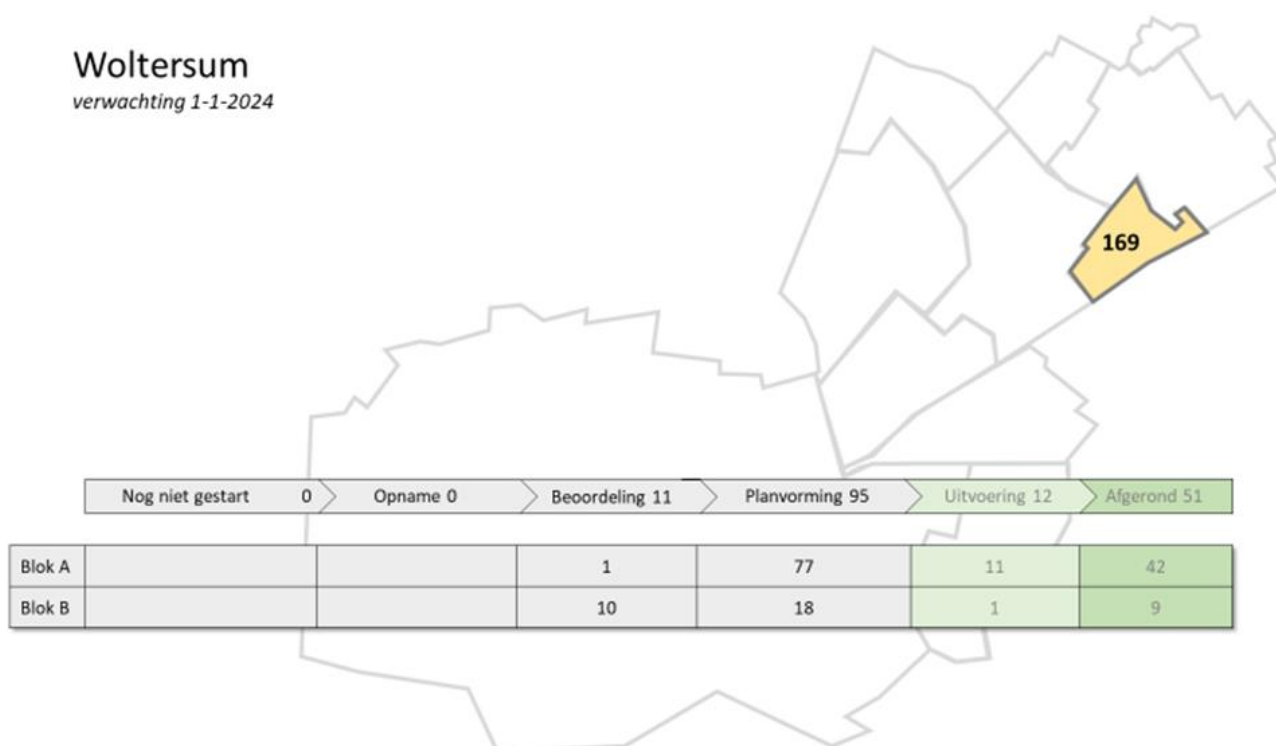 Woltersum
verwachting 1-1-2024
169
Nog niet gestart 0 Opname 0 Beoordeling 11 Planvorming 95 Uitvoering 12 Afgerond 51
Blok A 1 77 11 42
Blok B 10 18 1 9